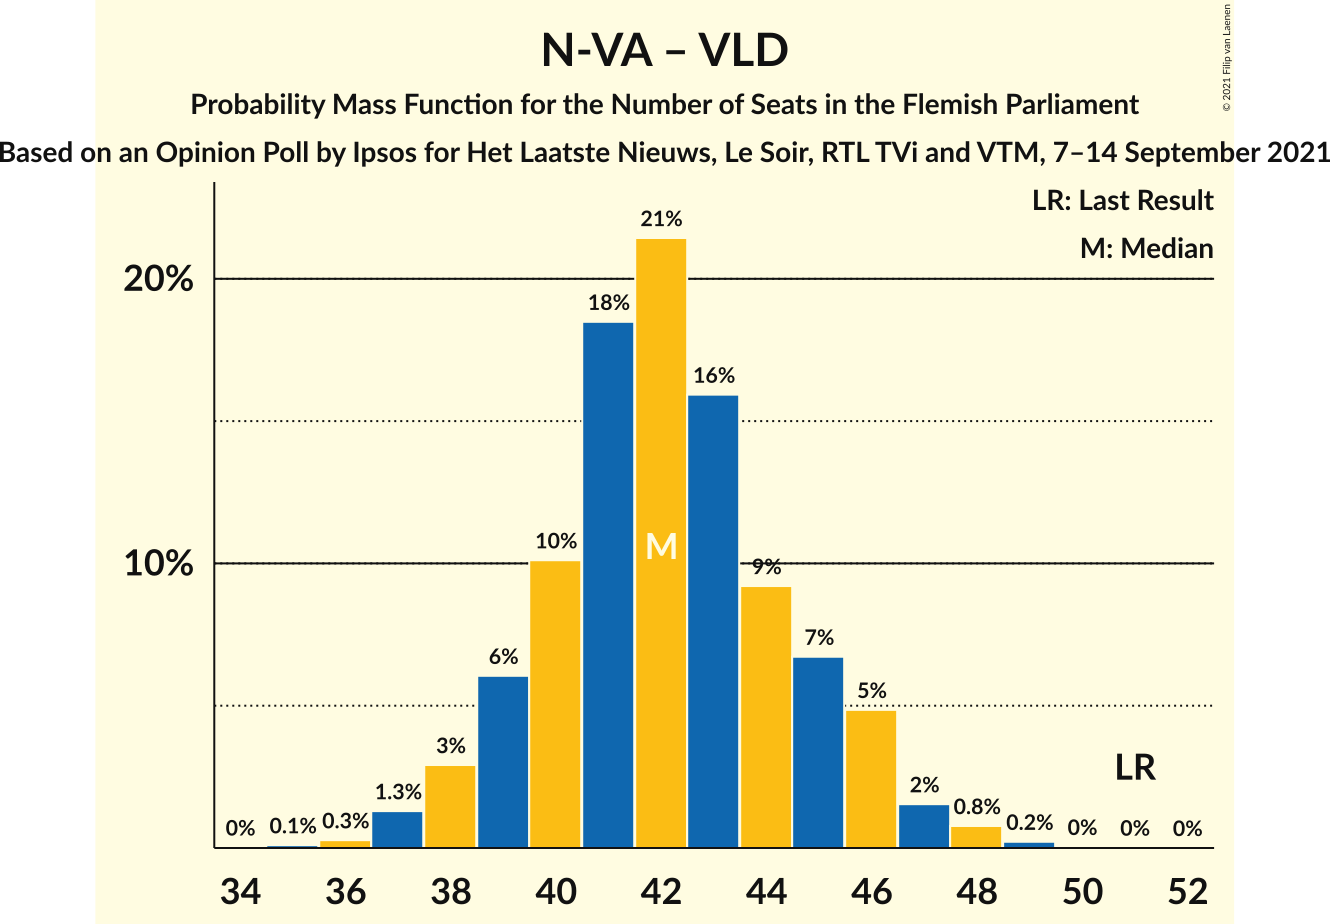 N-VA – VLD
Probability Mass Function for the Number of Seats in the Flemish Parliament
Based on an Opinion Poll by Ipsos for Het Laatste Nieuws, Le Soir, RTL TVi and VTM, 7–14 September 2021
© 2021 Filip van Laenen
LR: Last Result
M: Median
20%
10%
0%
0.1%
0.3%
1.3%
3%
6%
10%
18%
21%
16%
9%
7%
5%
2%
0.8%
0.2%
0%
0%
0%
M
LR
34 36 38 40 42 44 46 48 50 52